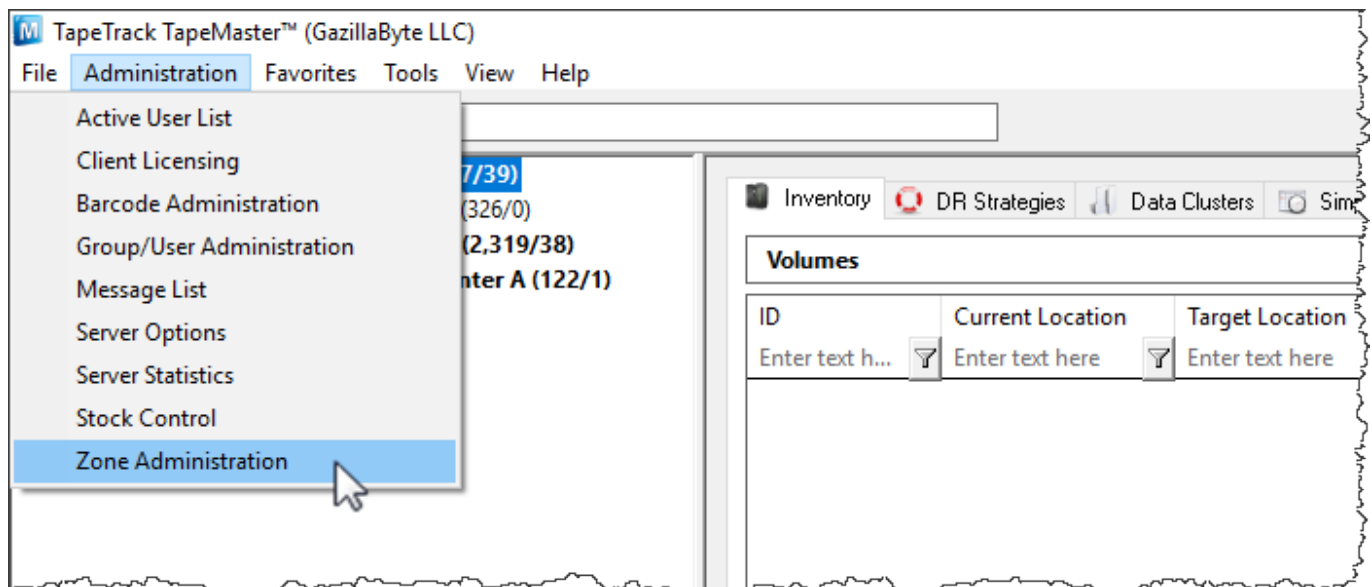 TapeTrack TapeMaster™ (GazillaByte LLC)
File Administration Favorites Tools View Help
Active User List
Client Licensing
Barcode Administration
Group/User Administration
Message List
Server Options
Server Statistics
Stock Control
Zone Administration
7/39)
(326/0)
(2,319/38)
nter A (122/1)
Inventory DR Strategies Data Clusters Sim
Volumes
ID Current Location Target Location
Enter text h... Enter text here Enter text here